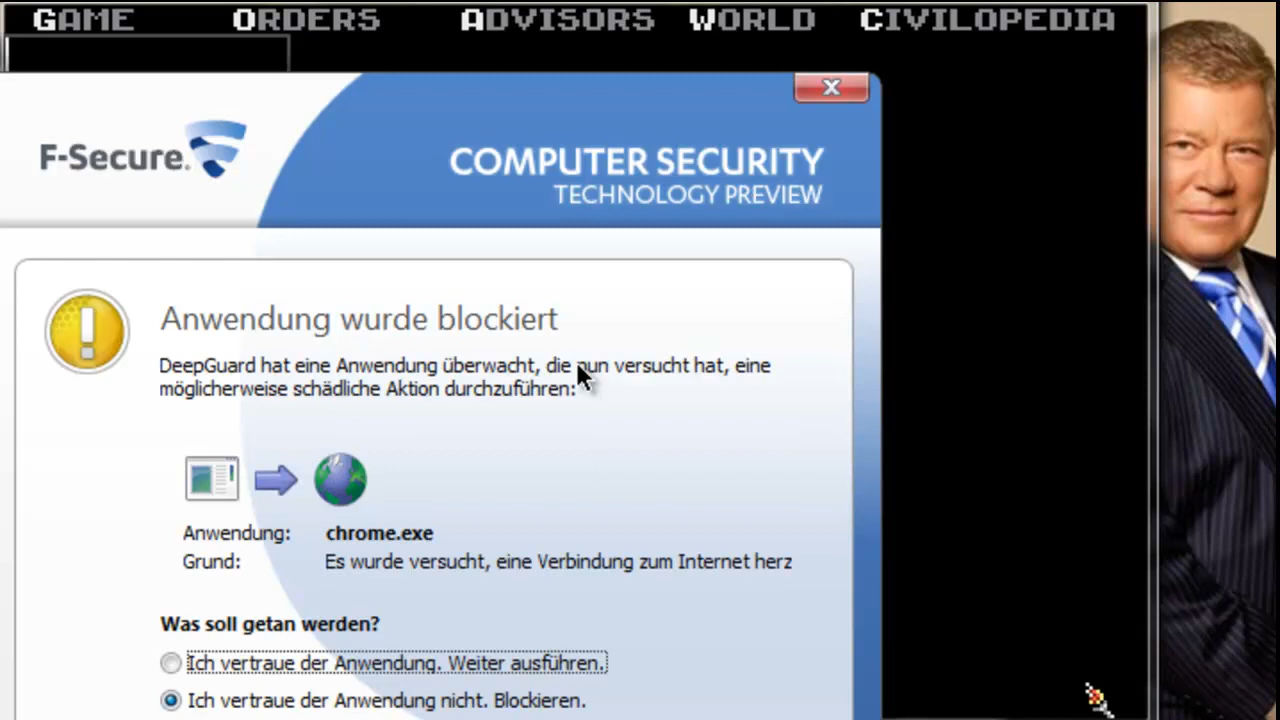 GAME ORDERS ADVISORS WORLD CIVILOPEDIA
F-Secure.
COMPUTER SECURITY
TECHNOLOGY PREVIEW
Anwendung wurde blockiert
DeepGuard hat eine Anwendung überwacht, die nun versucht hat, eine
möglicherweise schädliche Aktion durchzuführen:
Anwendung: chrome.exe
Grund: Es wurde versucht, eine Verbindung zum Internet herz
Was soll getan werden?
Ich vertraue der Anwendung. Weiter ausführen.
Ich vertraue der Anwendung nicht. Blockieren.